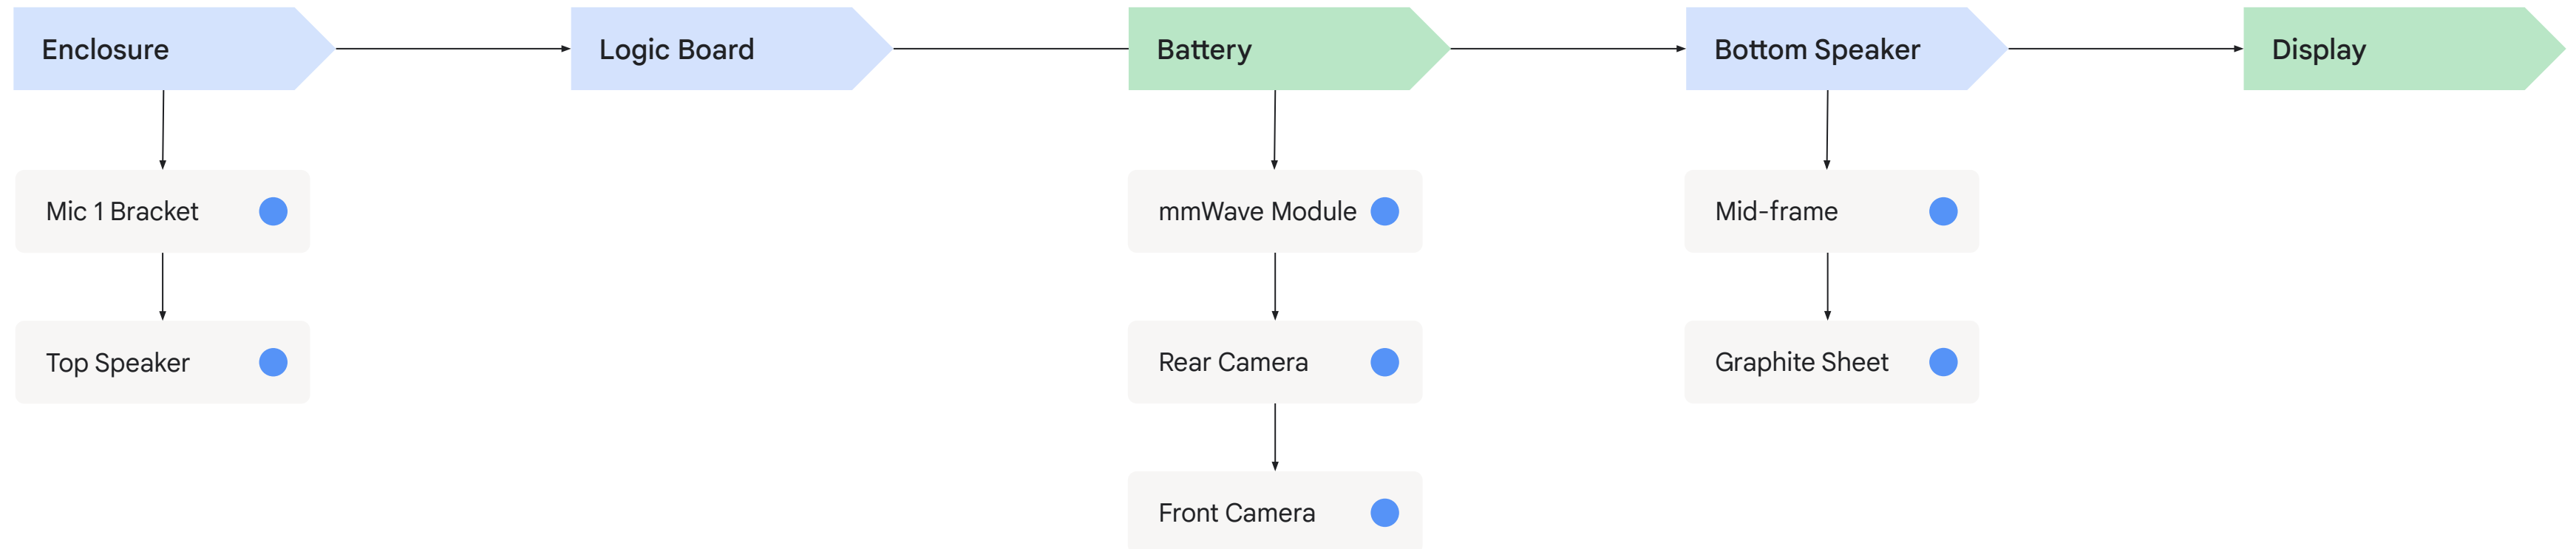 Enclosure
Logic Board
Battery
Bottom Speaker
Display
Mic 1 Bracket
mmWave Module
Mid-frame
Top Speaker
Rear Camera
Graphite Sheet
Front Camera